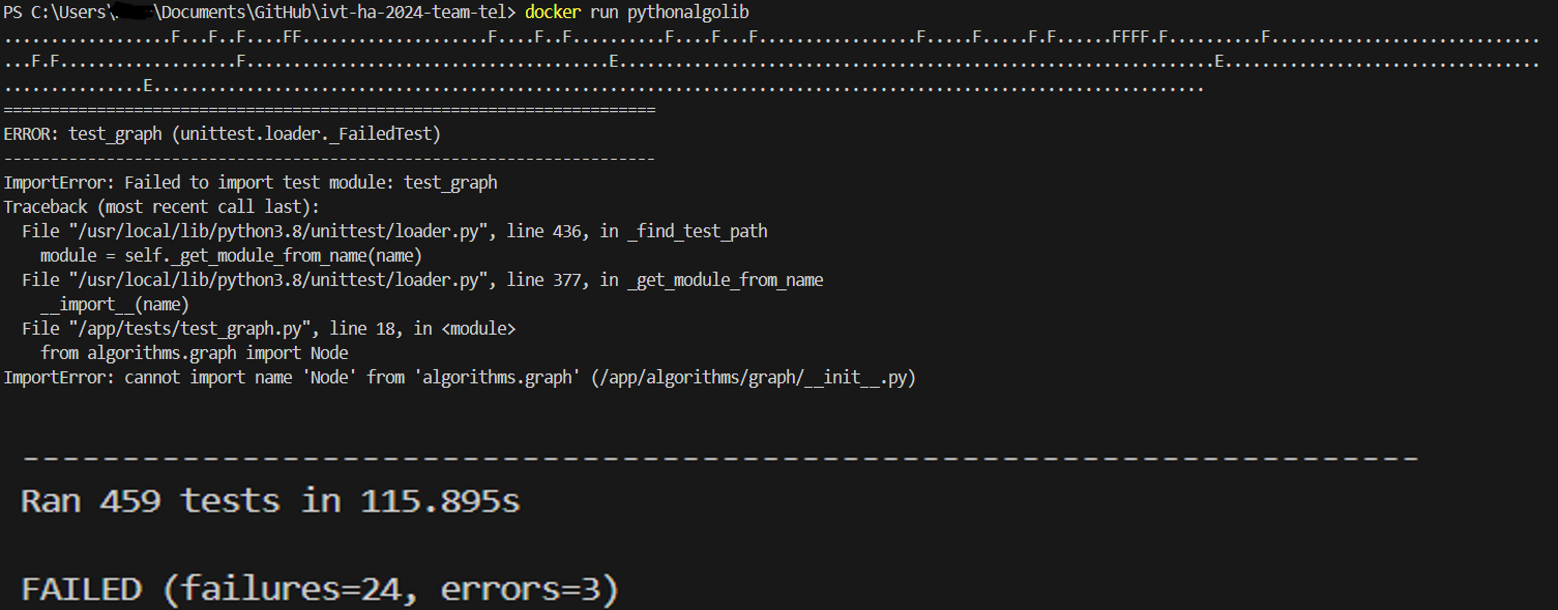 PS C:\Users\ \Documents\GitHub\ivt-ha-2024-team-tel> docker run pythonalgolib
.................F...F..F....FF....................F....F..F..........F....F...F.................F.....F.....F.F......FFFF.F..........F.............................
...F.F...................F.......................................E................................................................E..................................
...............E.................................................................................................................
======================================================================
ERROR: test_graph (unittest.loader._FailedTest)
----------------------------------------------------------------------
ImportError: Failed to import test module: test_graph
Traceback (most recent call last):
  File "/usr/local/lib/python3.8/unittest/loader.py", line 436, in _find_test_path
    module = self._get_module_from_name(name)
  File "/usr/local/lib/python3.8/unittest/loader.py", line 377, in _get_module_from_name
    __import__(name)
  File "/app/tests/test_graph.py", line 18, in <module>
    from algorithms.graph import Node
ImportError: cannot import name 'Node' from 'algorithms.graph' (/app/algorithms/graph/__init__.py)
----------------------------------------------------------------------
Ran 459 tests in 115.895s
FAILED (failures=24, errors=3)